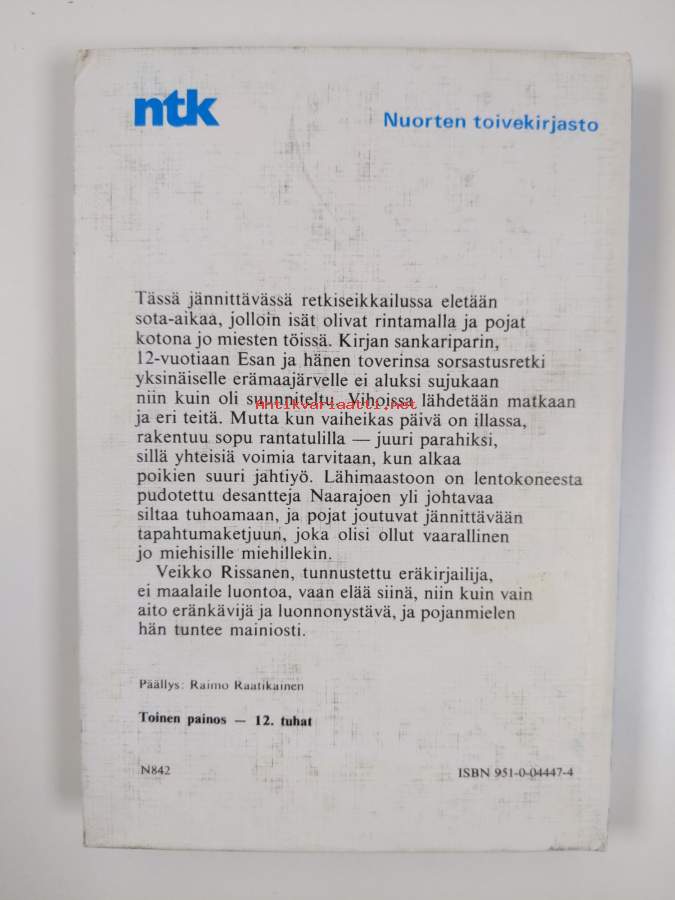 ntk
Nuorten toivekirjasto
Tässä jännittävässä retkiseikkailussa eletään
sota-aikaa, jolloin isät olivat rintamalla ja pojat
kotona jo miesten töissä. Kirjan sankariparin,
12-vuotiaan Esan ja hänen toverinsa sorsastusretki
yksinäiselle erämaajärvelle ei aluksi sujukaan
niin kuin oli suunniteltu. Vihoissa lähdetään matkaan
Antikvariaatti.net
ja eri teitä. Mutta kun vaiheikas päivä on illassa,
rakentuu sopu rantatulilla — juuri parahiksi,
sillä yhteisiä voimia tarvitaan, kun alkaa
poikien suuri jahtiyö. Lähimaastoon on lentokoneesta
pudotettu desantteja Naarajoen yli johtavaa
siltaa tuhoamaan, ja pojat joutuvat jännittävään
tapahtumaketjuun, joka olisi ollut vaarallinen
jo miehisille miehillekin.
Veikko Rissanen, tunnustettu eräkirjailija,
ei maalaile luontoa, vaan elää siinä, niin kuin vain
aito eränkävijä ja luonnonystävä, ja pojanmielen
hän tuntee mainiosti.
Päällys: Raimo Raatikainen
Toinen painos — 12. tuhat
N842
ISBN 951-0-04447-4